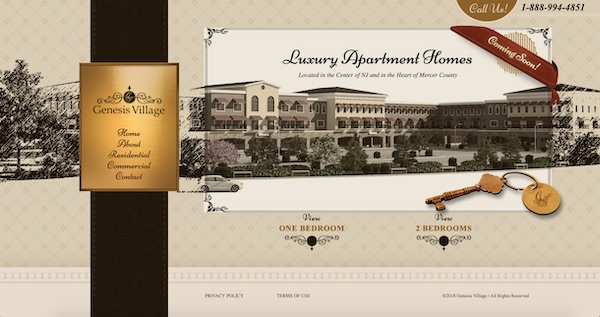 Call Us!
1-888-994-4851
Luxury Apartment Homes
Located in the Center of NJ and in the Heart of Mercer County
Coming Soon!
Genesis Village
Home
About
Residential
Commercial
Contact
View
ONE BEDROOM
View
2 BEDROOMS
PRIVACY POLICY
TERMS OF USE
©2018 Genesis Village | All Rights Reserved